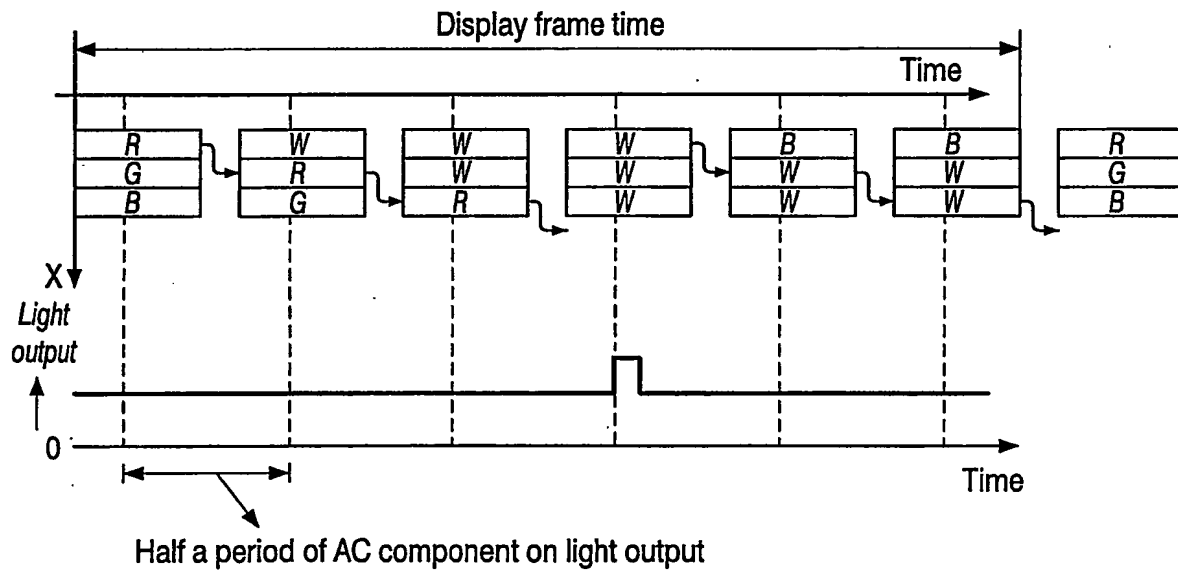 Display frame time
Time
R W W W B B R
G R W W W W G
B G R W W W B
X
Light
output
0
Time
Half a period of AC component on light output